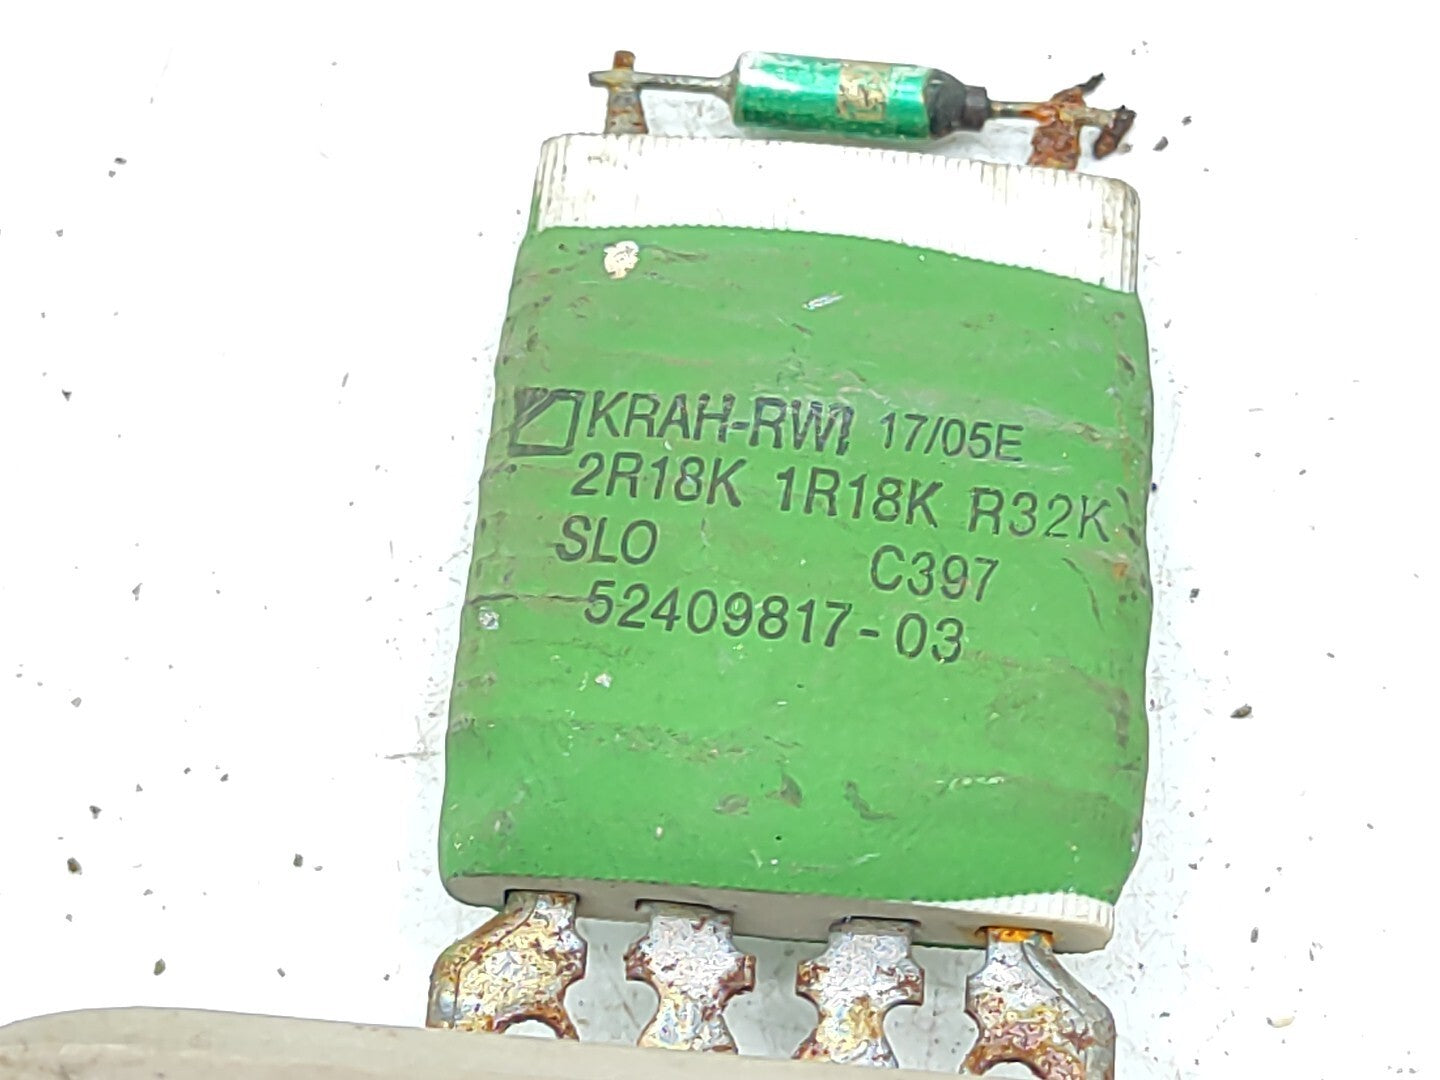 KRAH-RWI 17/05E
2R18K 1R18K R32K
SLO C397
52409817-03